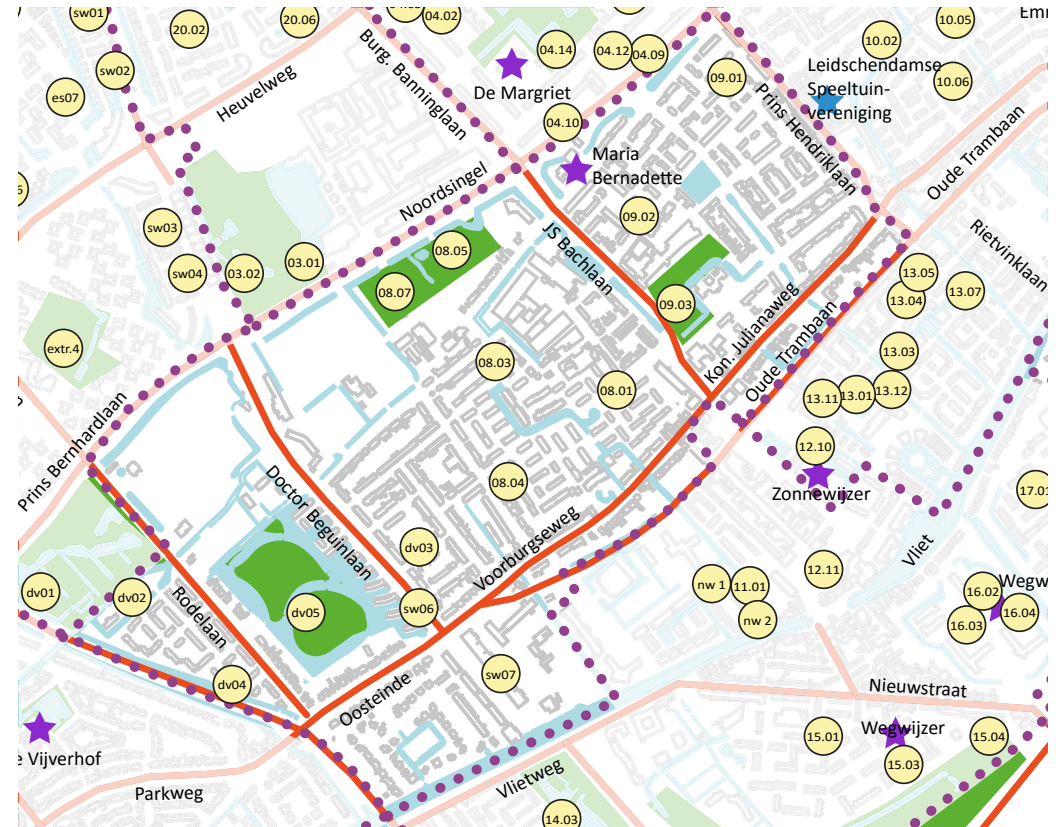 sw01
20.02
20.06
04.02
04.14
04.12
04.09
10.02
10.05
sw02
es07
Heuvelweg
Burg. Banninglaan
De Margriet
09.01
Leidschendamse
Speeltuin-
vereniging
10.06
04.10
Prins Hendriklaan
Oude Trambaan
Maria
Bernadette
Noordsingel
09.02
sw03
sw04
03.02
03.01
08.05
08.07
JS Bachlaan
09.03
Rietvinklaan
13.05
13.04
13.07
Kon. Julianaweg
Oude Trambaan
extr.4
08.03
08.01
13.03
13.11
13.01
13.12
Prins Bernhardlaan
12.10
Zonnewijzer
08.04
17.01
Doctor Beguinlaan
Voorburgseweg
dv03
Vliet
12.11
dv01
dv02
Rodelaan
dv05
sw06
nw 1
11.01
nw 2
Wegw
16.02
16.04
16.03
dv04
Oosteinde
sw07
Nieuwstraat
e Vijverhof
Parkweg
Vlietweg
14.03
15.01
Wegwijzer
15.03
15.04